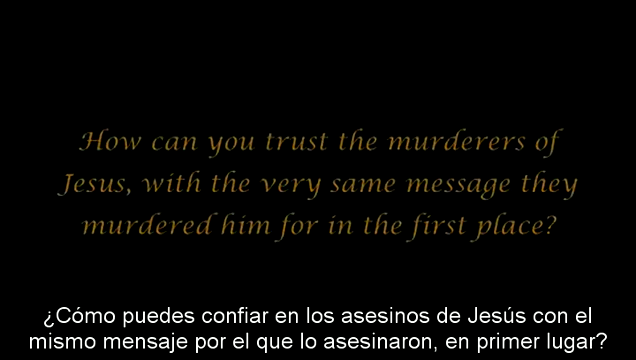 How can you trust the murderers of
Jesus, with the very same message they
murdered him for in the first place?
¿Cómo puedes confiar en los asesinos de Jesús con el
mismo mensaje por el que lo asesinaron, en primer lugar?